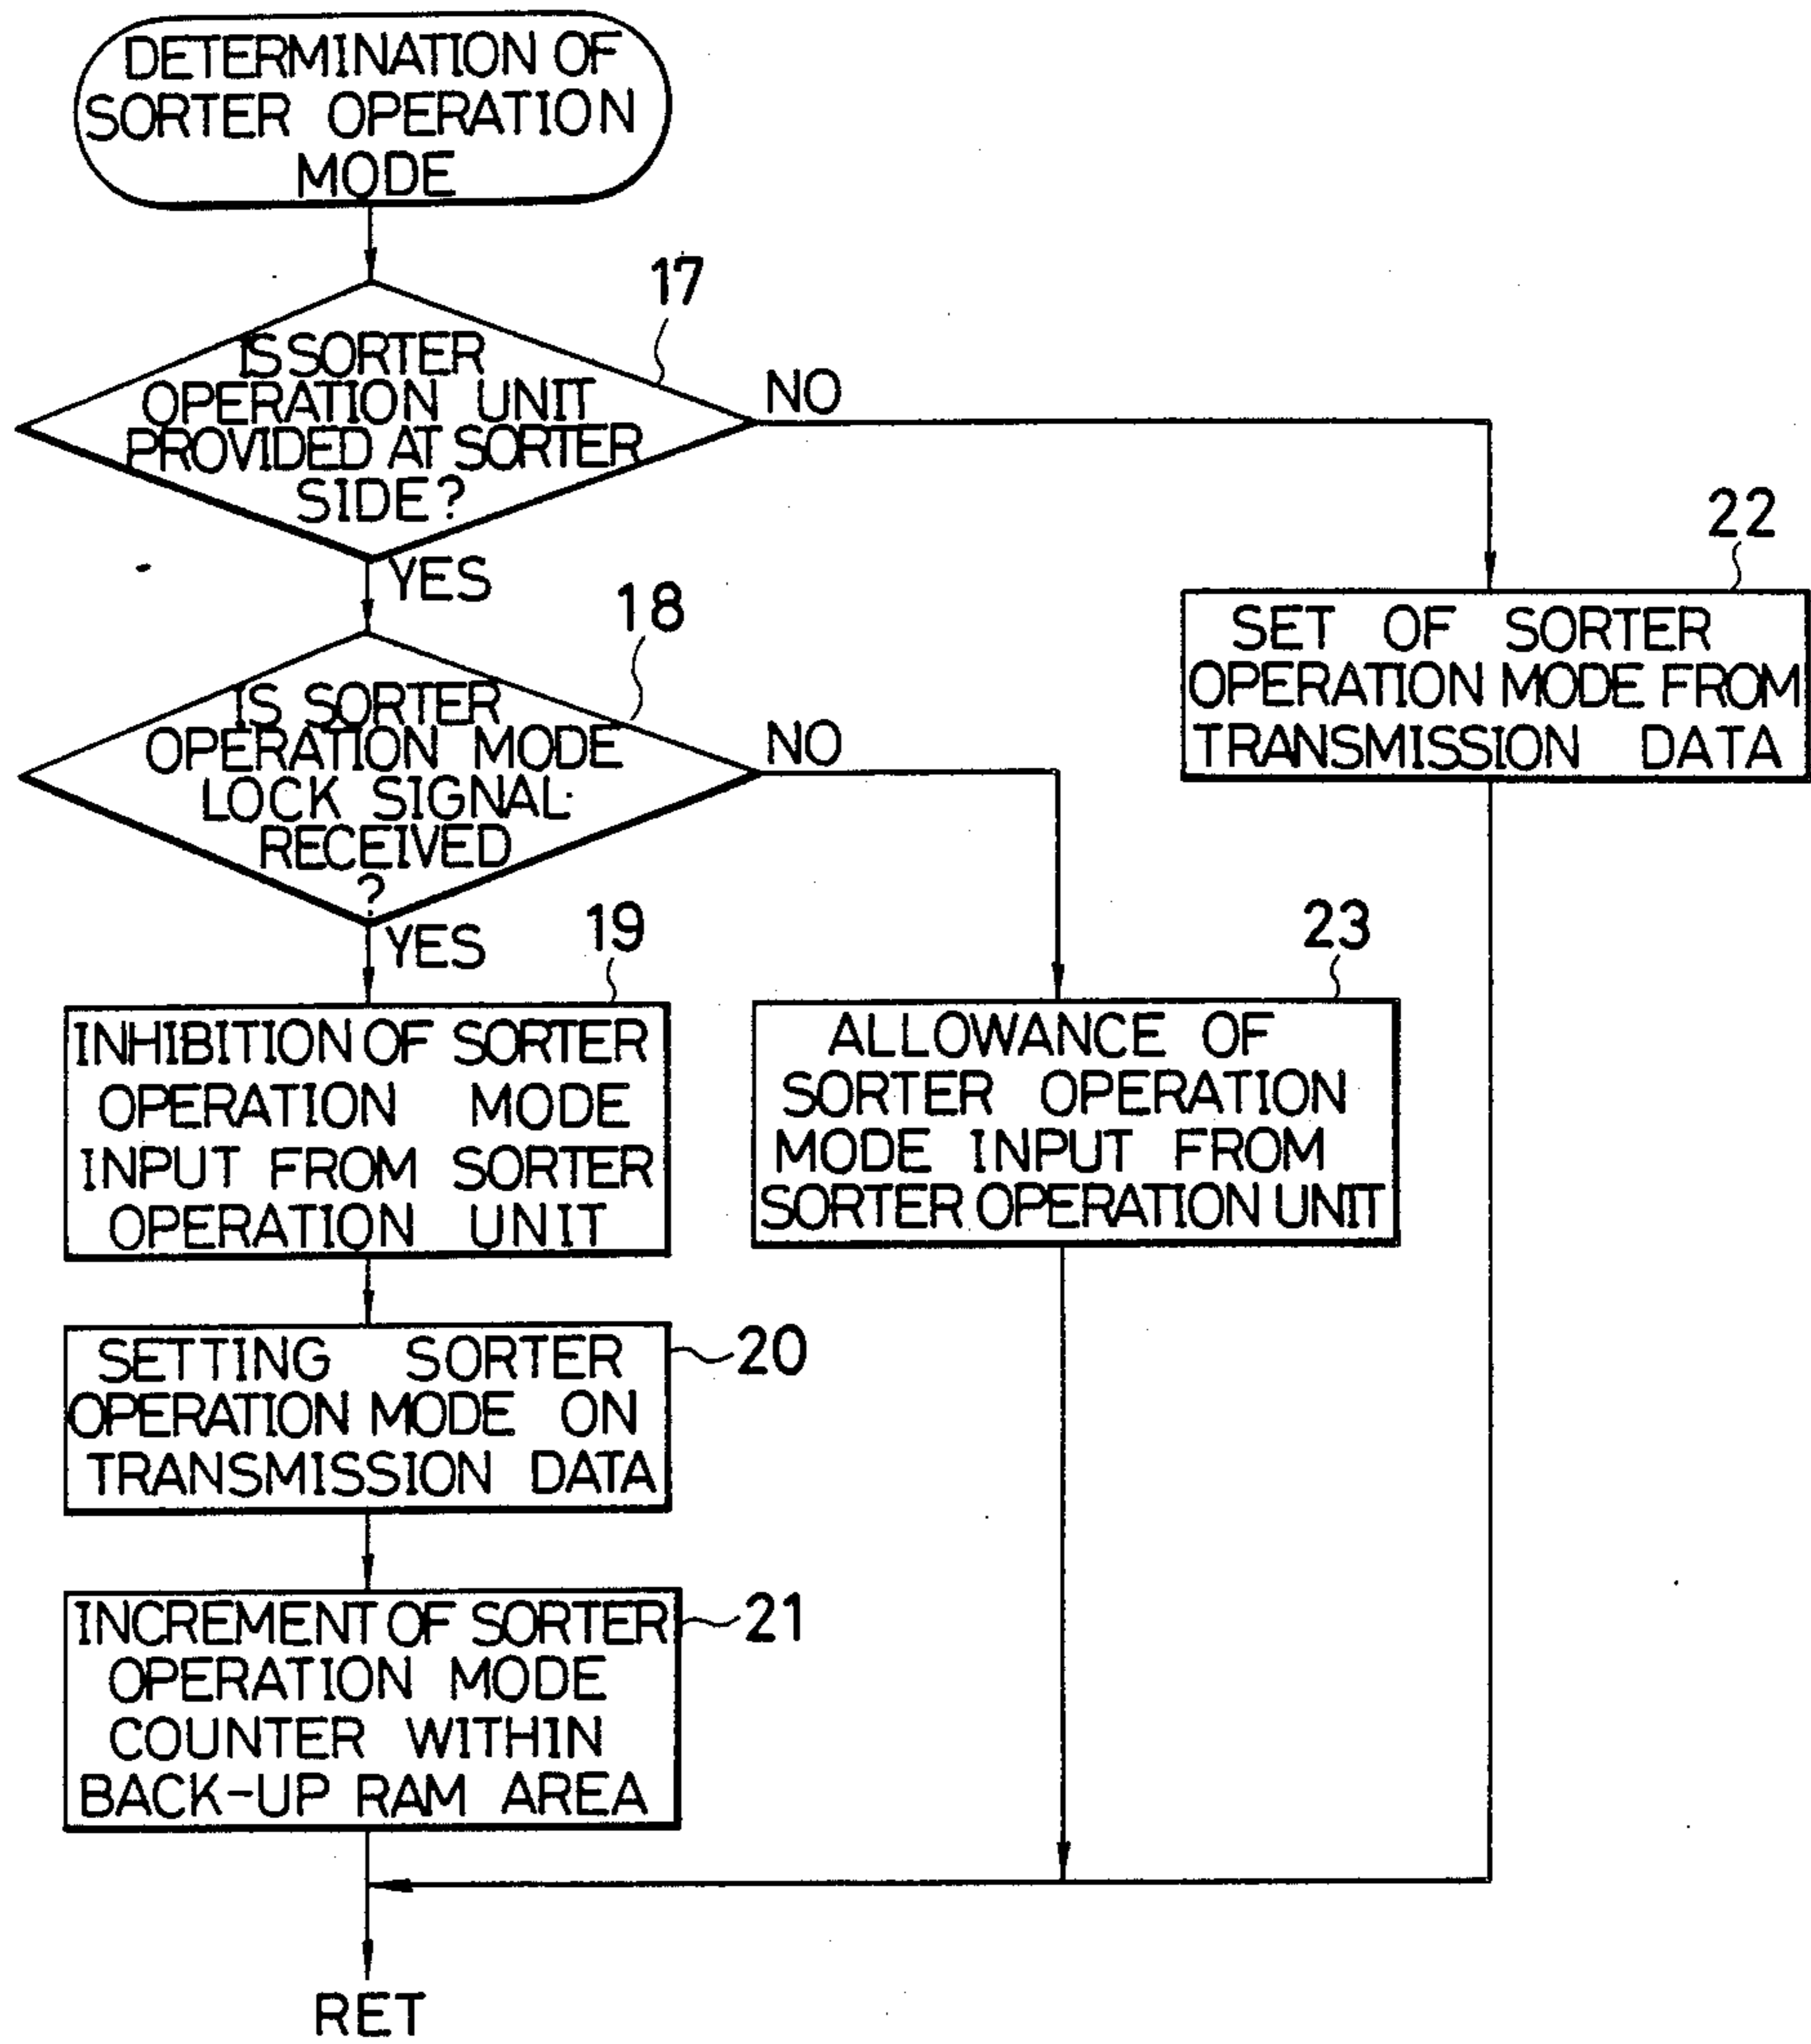 DETERMINATION OF
SORTER OPERATION
MODE
17
IS SORTER
OPERATION UNIT
PROVIDED AT SORTER
SIDE?
NO
YES
22
SET OF SORTER
OPERATION MODE FROM
TRANSMISSION DATA
18
IS SORTER
OPERATION MODE
LOCK SIGNAL
RECEIVED
?
NO
YES
19
INHIBITION OF SORTER
OPERATION MODE
INPUT FROM SORTER
OPERATION UNIT
23
ALLOWANCE OF
SORTER OPERATION
MODE INPUT FROM
SORTER OPERATION UNIT
SETTING SORTER
OPERATION MODE ON
TRANSMISSION DATA
20
INCREMENT OF SORTER
OPERATION MODE
COUNTER WITHIN
BACK-UP RAM AREA
21
RET